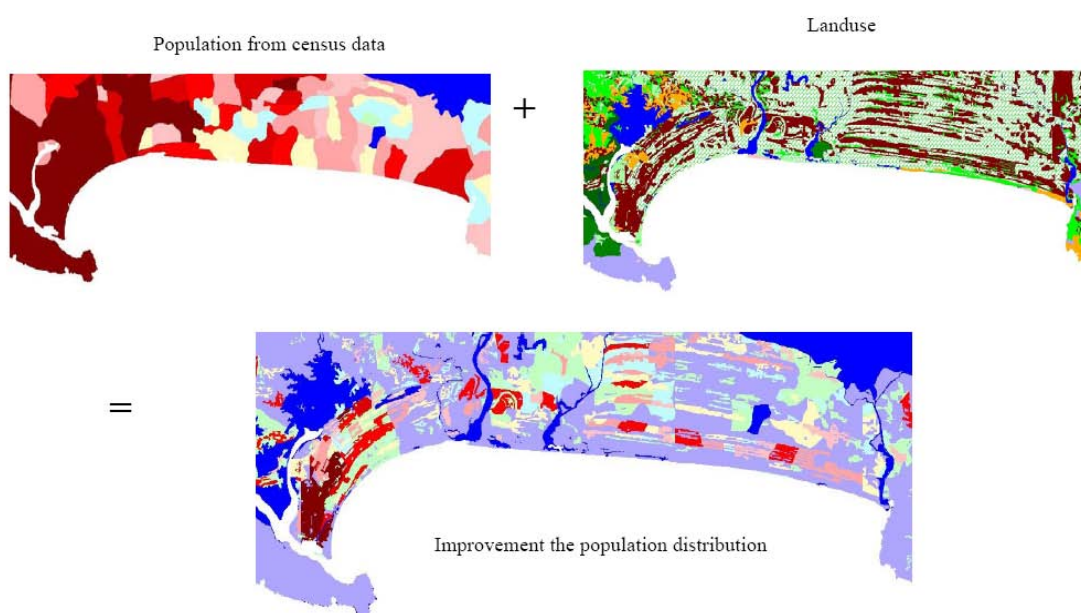 Population from census data
Landuse
+
=
Improvement the population distribution